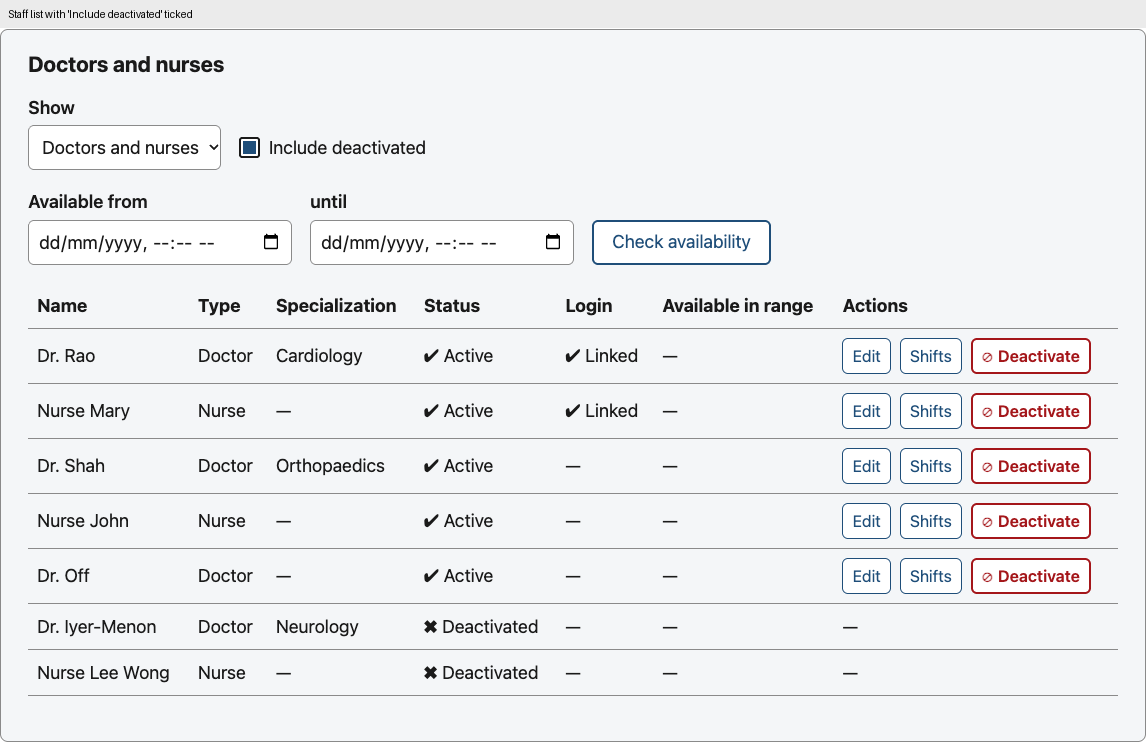 Staff list with 'Include deactivated' ticked
Doctors and nurses
Show
Doctors and nurses Include deactivated
Available from until
dd/mm/yyyy, --:-- -- dd/mm/yyyy, --:-- -- Check availability
Name Type Specialization Status Login Available in range Actions
Dr. Rao Doctor Cardiology ✔ Active ✔ Linked — Edit Shifts ⊘ Deactivate
Nurse Mary Nurse — ✔ Active ✔ Linked — Edit Shifts ⊘ Deactivate
Dr. Shah Doctor Orthopaedics ✔ Active — — Edit Shifts ⊘ Deactivate
Nurse John Nurse — ✔ Active — — Edit Shifts ⊘ Deactivate
Dr. Off Doctor — ✔ Active — — Edit Shifts ⊘ Deactivate
Dr. Iyer-Menon Doctor Neurology ✖ Deactivated — — —
Nurse Lee Wong Nurse — ✖ Deactivated — — —